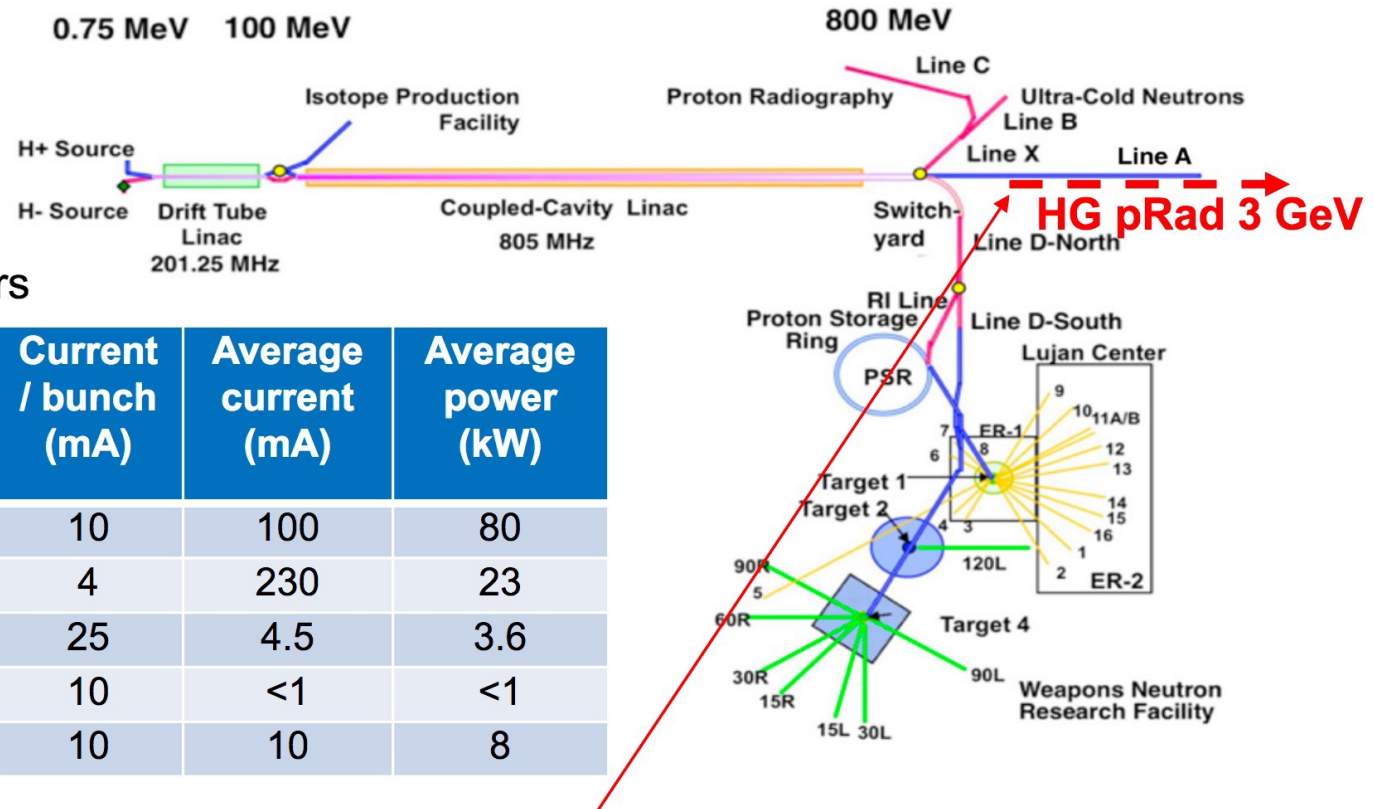 0.75 MeV 100 MeV
800 MeV
Line C
Isotope Production
Facility
Proton Radiography
Ultra-Cold Neutrons
Line B
H+ Source
Line X
Line A
H- Source
Drift Tube
Linac
201.25 MHz
Coupled-Cavity Linac
805 MHz
Switch-
yard
HG pRad 3 GeV
Line D-North
rs
RI Line
Proton Storage
Ring
Line D-South
PSR
Lujan Center
Current
/ bunch
(mA)
Average
current
(mA)
Average
power
(kW)
10 100 80
4 230 23
25 4.5 3.6
10 <1 <1
10 10 8
9
10
11A/B
7
ER-1
8
12
6
13
Target 1
14
Target 2
15
4
3
16
1
120L
2
ER-2
90R
5
60R
Target 4
30R
90L
15R
Weapons Neutron
Research Facility
15L
30L